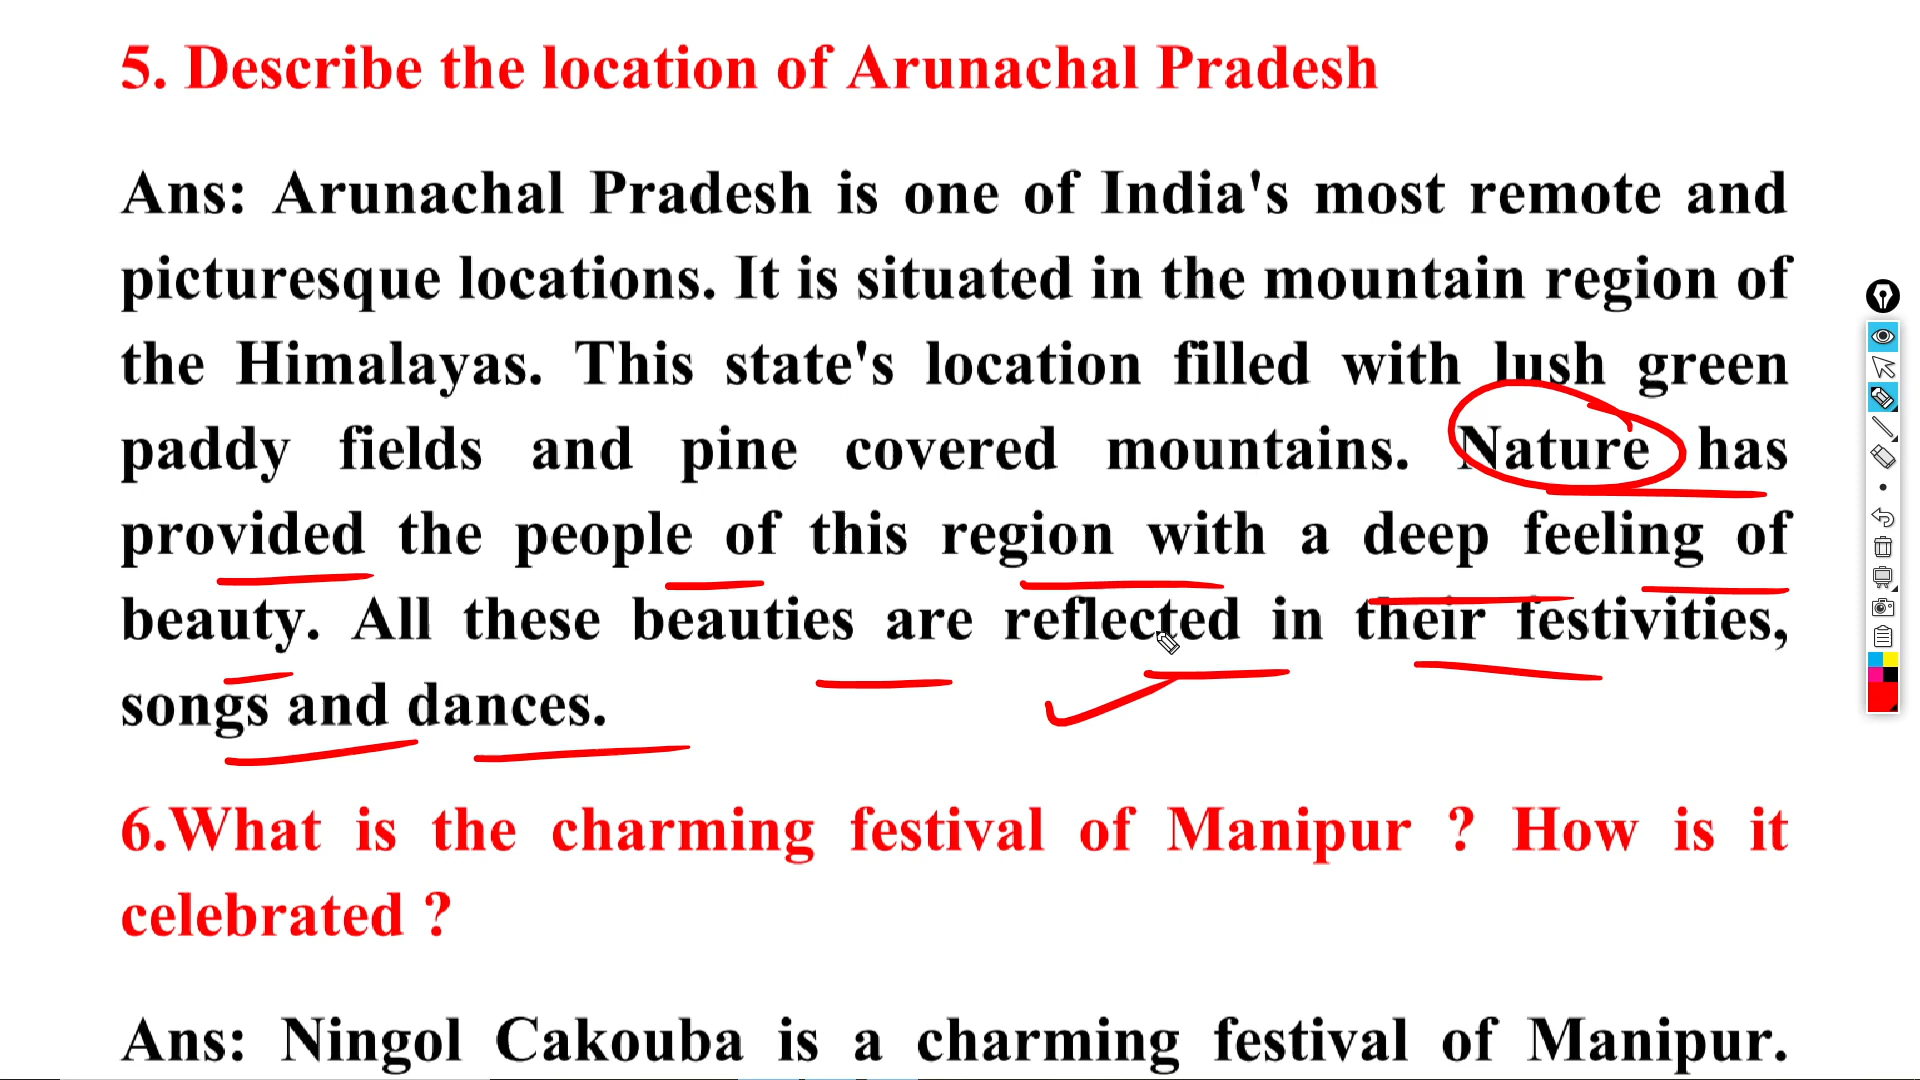 5. Describe the location of Arunachal Pradesh
Ans: Arunachal Pradesh is one of India's most remote and
picturesque locations. It is situated in the mountain region of
the Himalayas. This state's location filled with lush green
paddy fields and pine covered mountains. Nature has
provided the people of this region with a deep feeling of
beauty. All these beauties are reflected in their festivities,
songs and dances.
6.What is the charming festival of Manipur ? How is it
celebrated ?
Ans: Ningol Cakouba is a charming festival of Manipur.